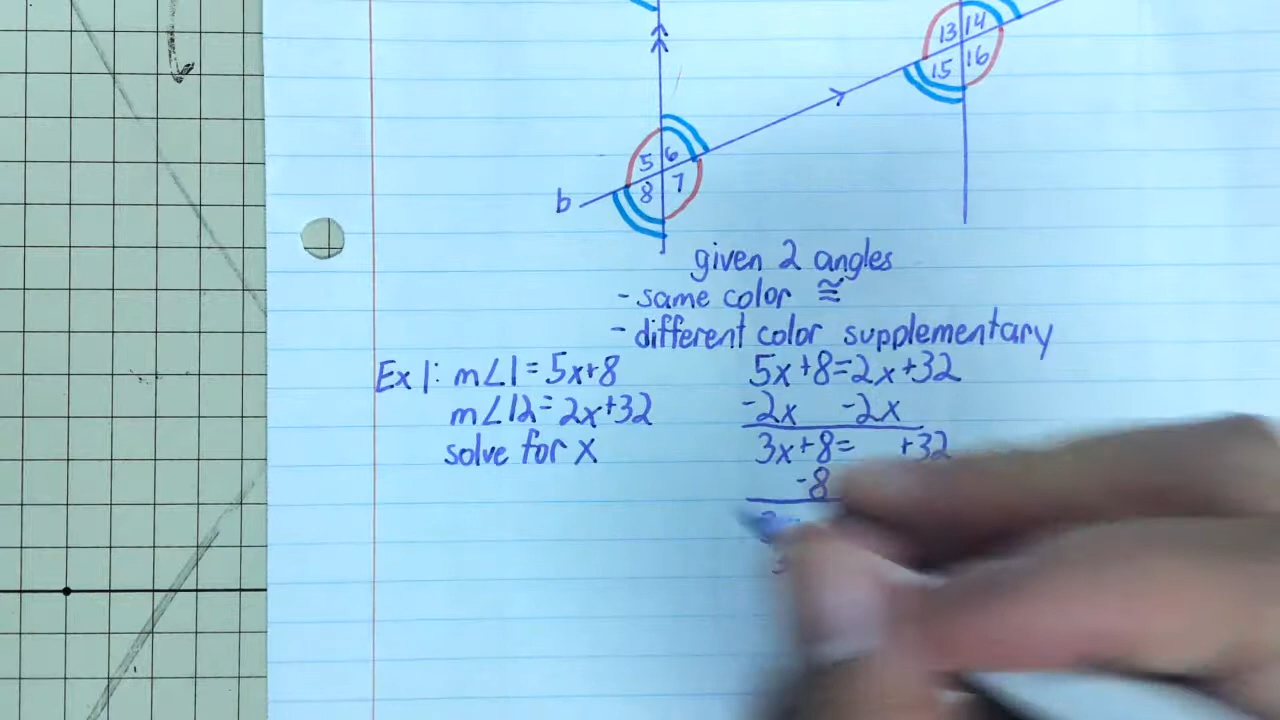 13 14
15 16
5 6
8 7
b
given 2 angles
- same color ≅
- different color supplementary
Ex 1: m∠1 = 5x+8
m∠12 = 2x+32
solve for x
5x+8=2x+32
-2x -2x
3x+8= +32
-8